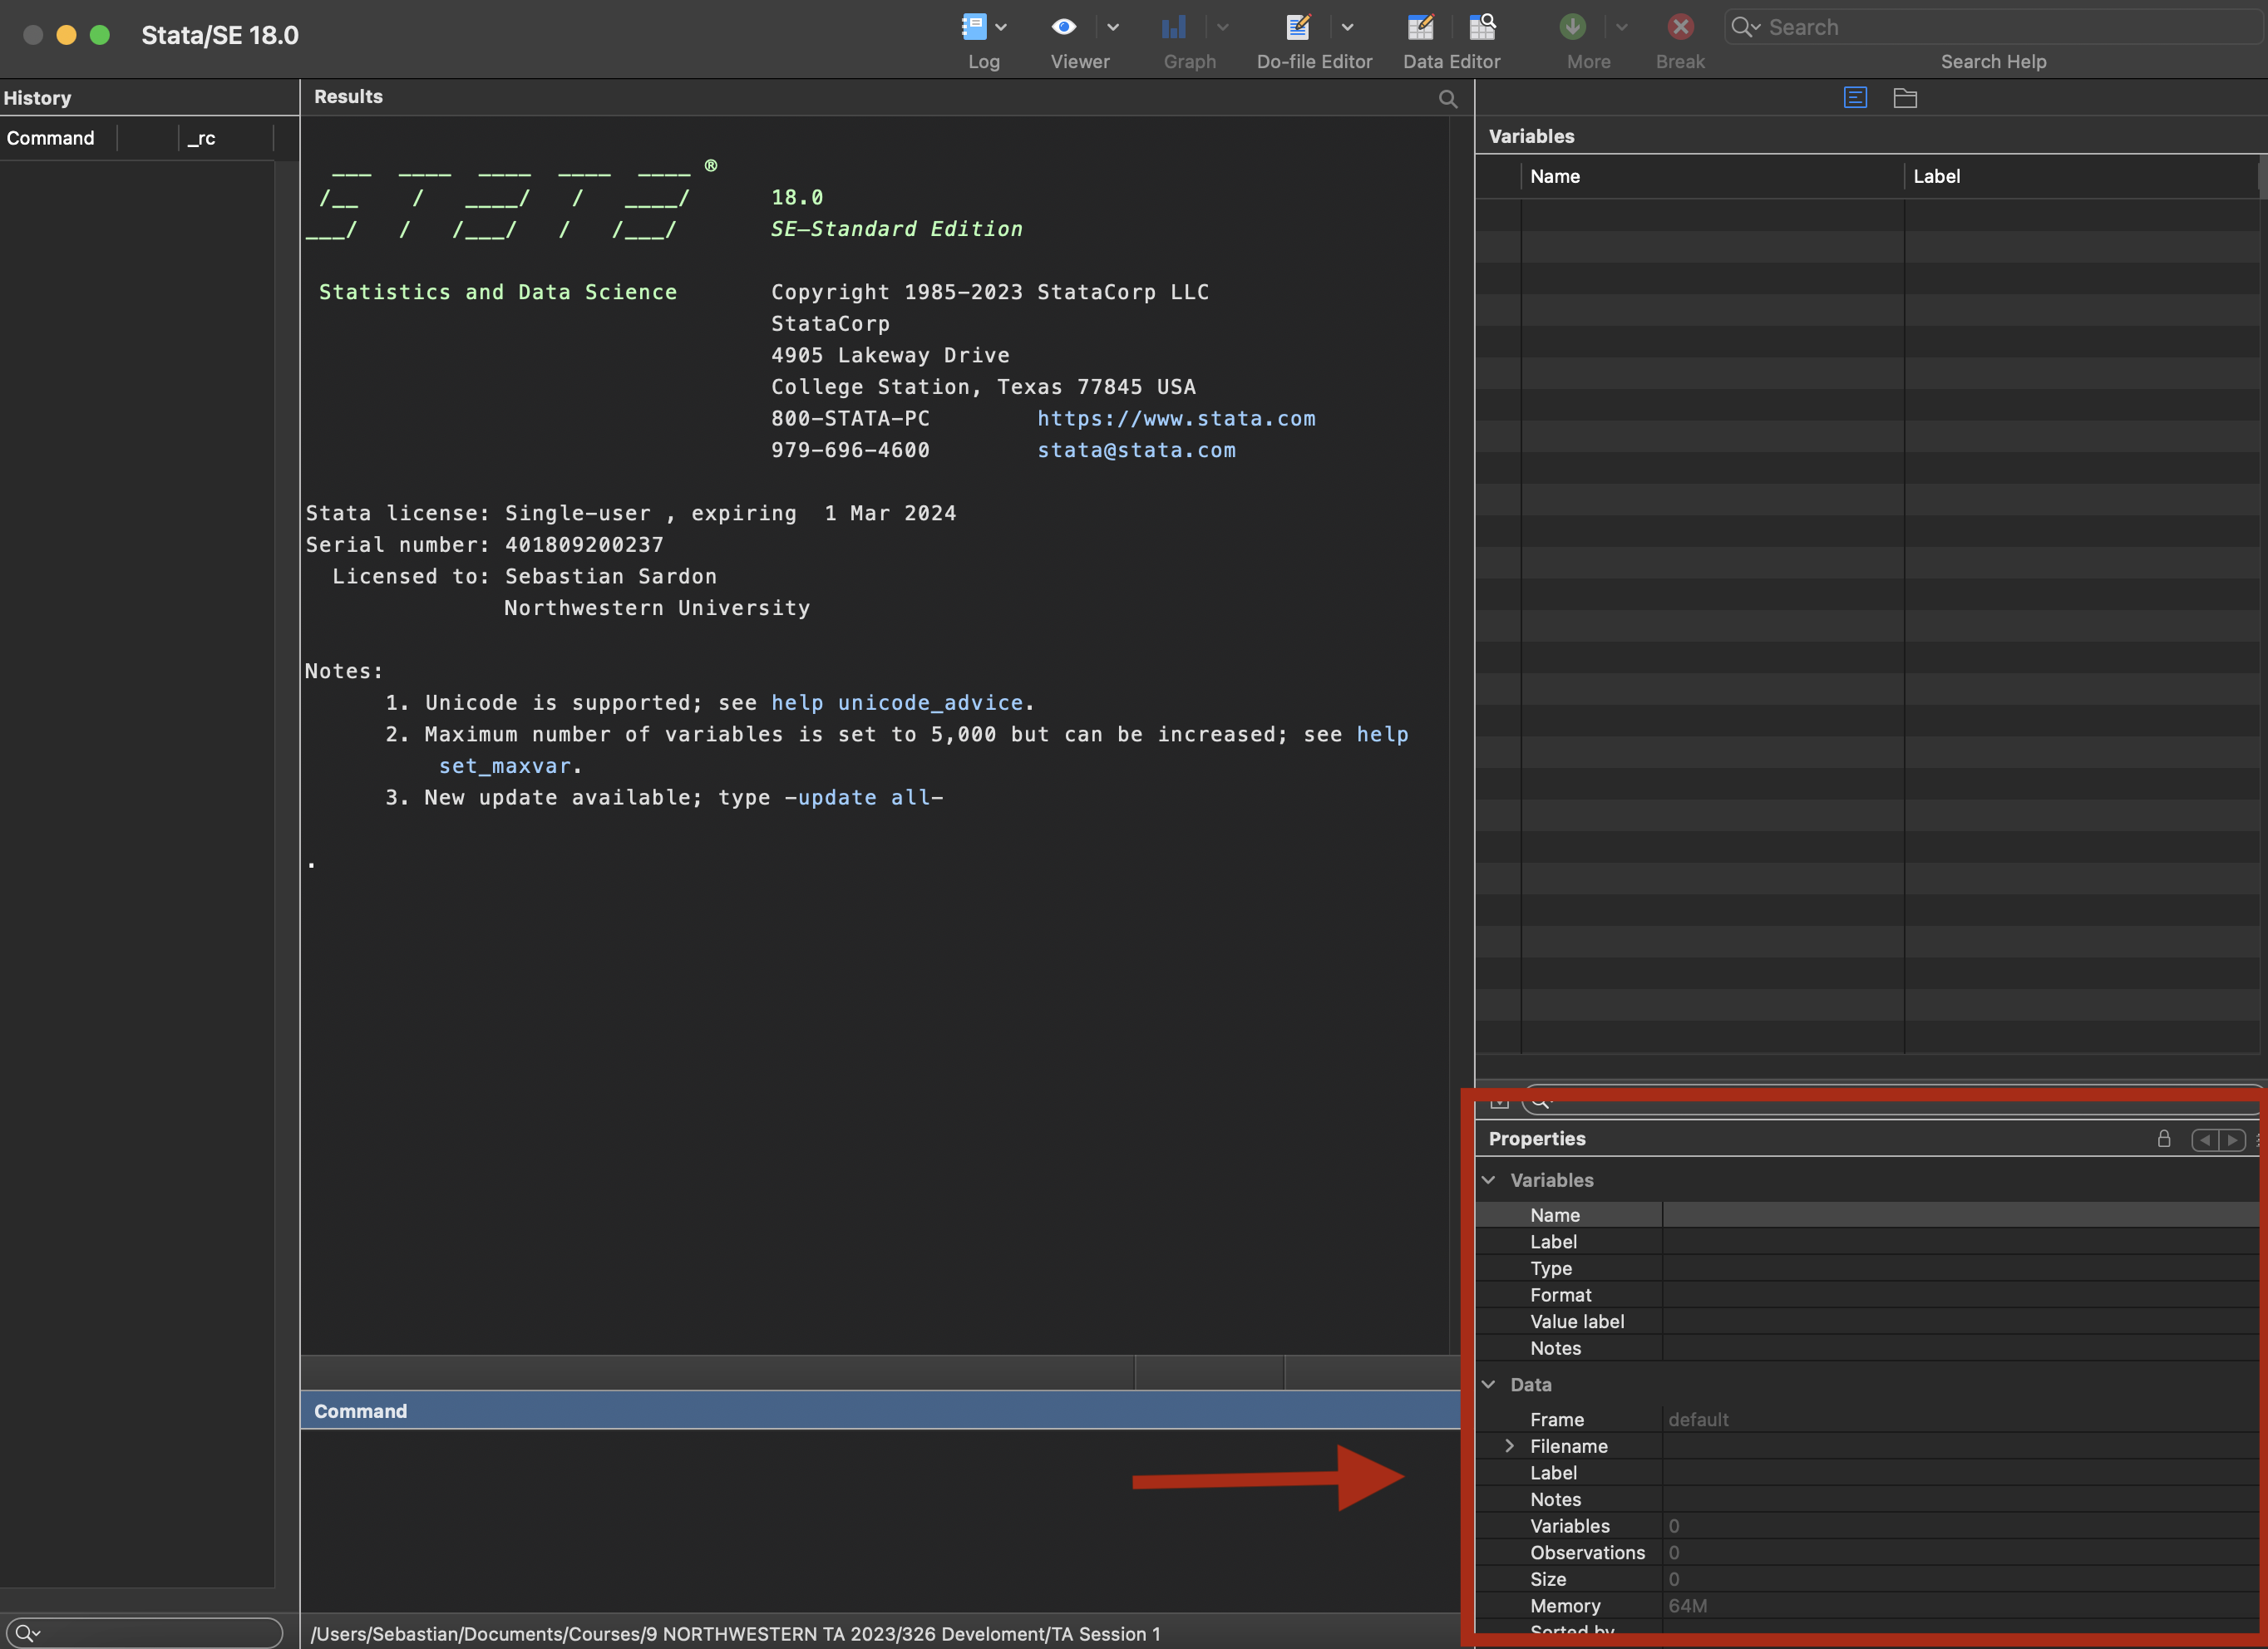 Stata/SE 18.0
Log
Viewer
Graph
Do-file Editor
Data Editor
More
Break
Search
Search Help
History
Command _rc
Results
®
18.0
SE—Standard Edition
Statistics and Data Science
Copyright 1985-2023 StataCorp LLC
StataCorp
4905 Lakeway Drive
College Station, Texas 77845 USA
800-STATA-PC https://www.stata.com
979-696-4600 stata@stata.com
Stata license: Single-user , expiring 1 Mar 2024
Serial number: 401809200237
Licensed to: Sebastian Sardon
Northwestern University
Notes:
1. Unicode is supported; see help unicode_advice.
2. Maximum number of variables is set to 5,000 but can be increased; see help
set_maxvar.
3. New update available; type -update all-
.
Command
/Users/Sebastian/Documents/Courses/9 NORTHWESTERN TA 2023/326 Develoment/TA Session 1
Variables
Name Label
Properties
Variables
Name
Label
Type
Format
Value label
Notes
Data
Frame default
Filename
Label
Notes
Variables 0
Observations 0
Size 0
Memory 64M
Sorted by